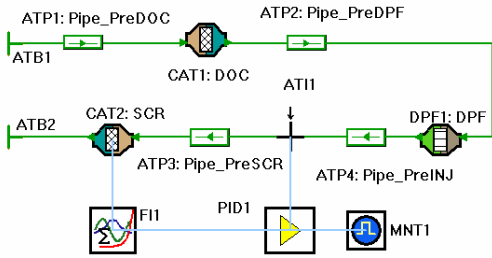 ATP1: Pipe_PreDOC
ATP2: Pipe_PreDPF
ATB1
CAT1: DOC
ATI1
CAT2: SCR
DPF1: DPF
ATB2
ATP3: Pipe_PreSCR
ATP4: Pipe_PreINJ
FI1
PID1
MNT1
Σ